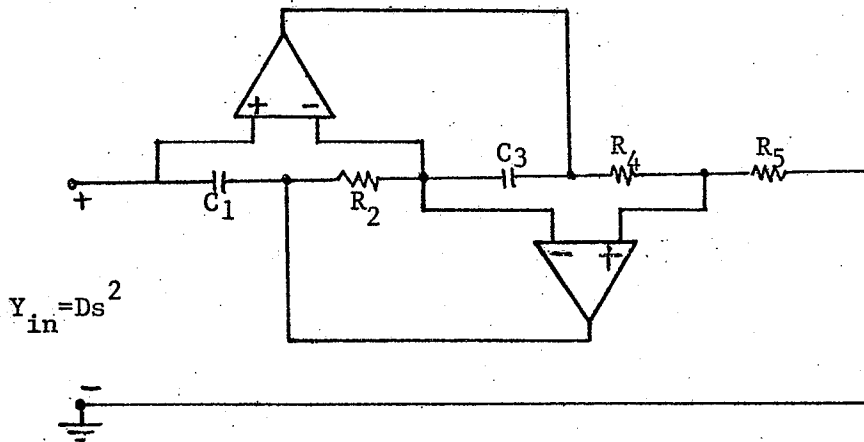 + -
C3
R4
R5
+
C1
R2
- +
Yin=Ds2
-